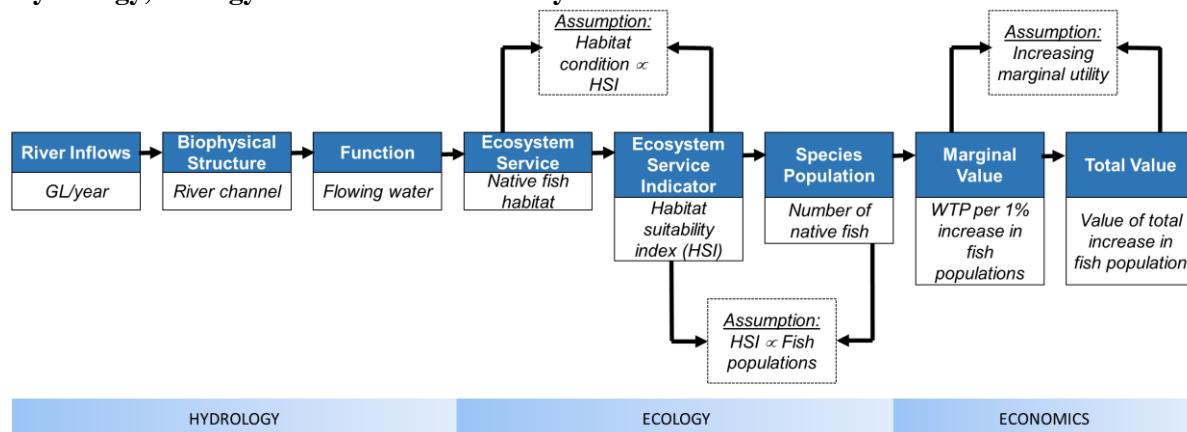 Assumption:
Habitat
condition ∝
HSI
Assumption:
Increasing
marginal utility
River Inflows
GL/year
Biophysical
Structure
River channel
Function
Flowing water
Ecosystem
Service
Native fish
habitat
Ecosystem
Service
Indicator
Habitat
suitability
index (HSI)
Species
Population
Number of
native fish
Marginal
Value
WTP per 1%
increase in
fish
populations
Total Value
Value of total
increase in
fish population
Assumption:
HSI ∝ Fish
populations
HYDROLOGY
ECOLOGY
ECONOMICS